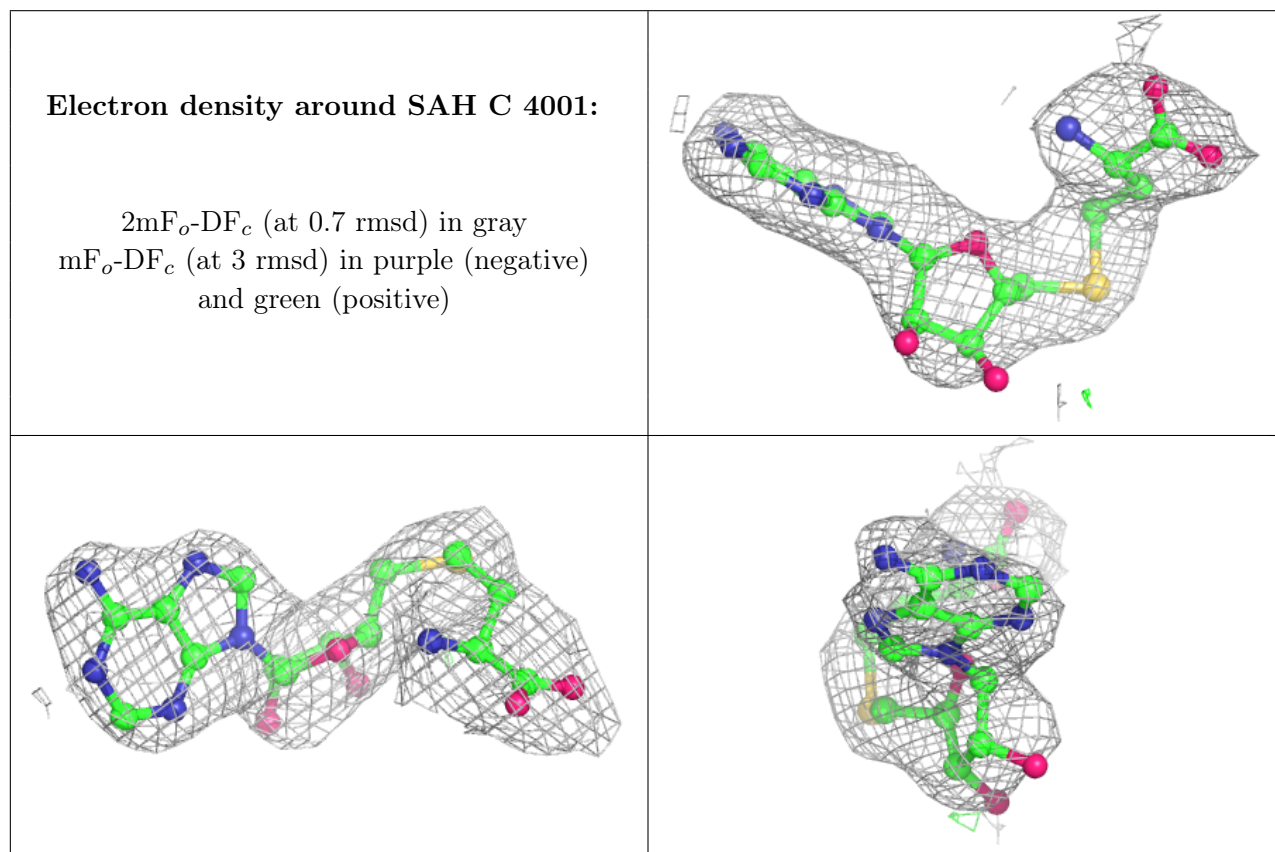 Electron density around SAH C 4001:
2mFo-DFc (at 0.7 rmsd) in gray
mFo-DFc (at 3 rmsd) in purple (negative)
and green (positive)